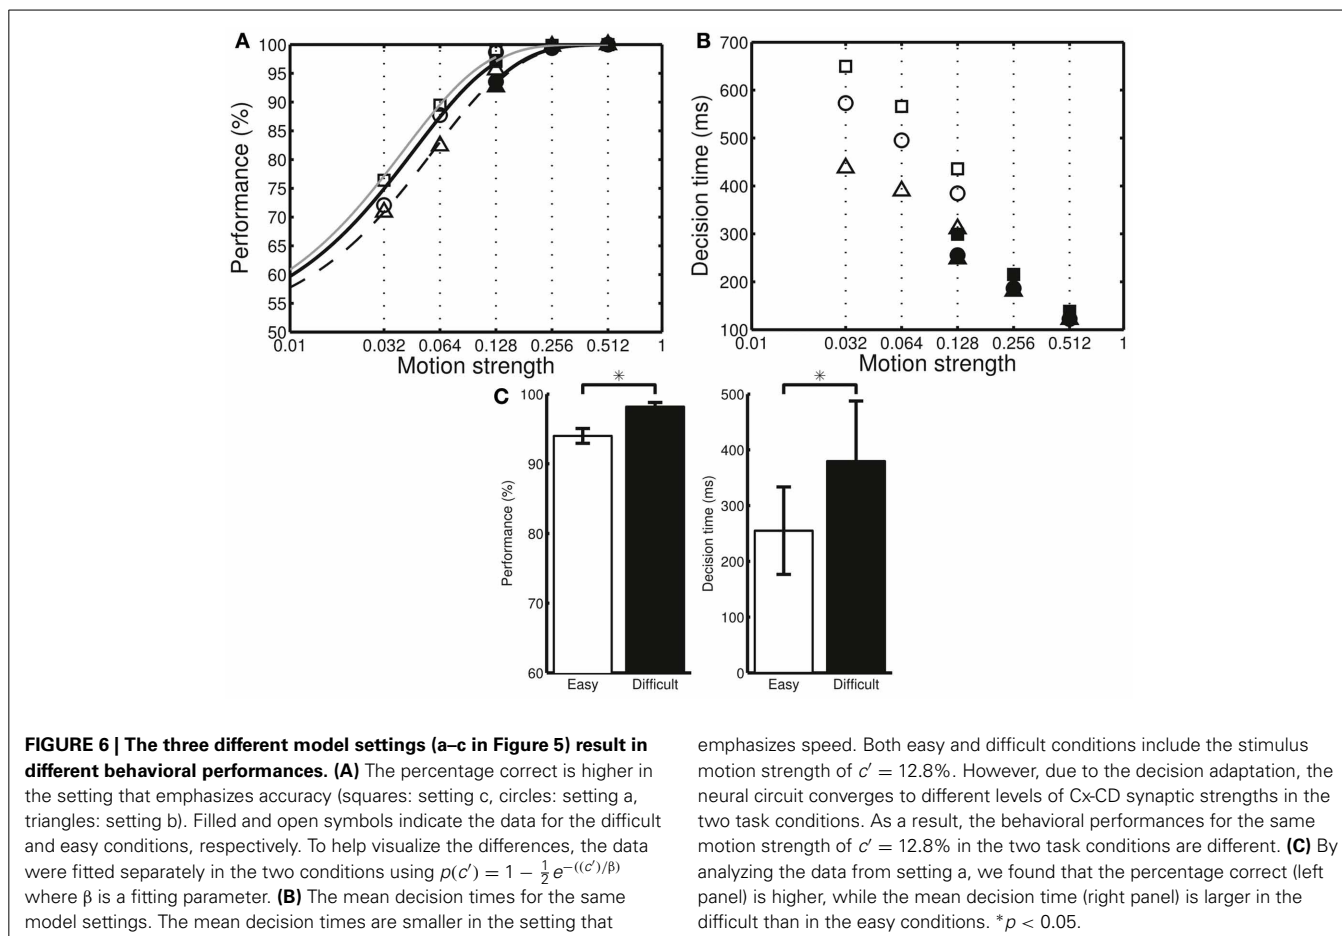 A
100
95
90
85
80
75
70
65
60
55
50
Performance (%)
0.01 0.032 0.064 0.128 0.256 0.512 1
Motion strength
B
700
600
500
400
300
200
100
Decision time (ms)
0.01 0.032 0.064 0.128 0.256 0.512 1
Motion strength
C
*
100
90
80
70
60
Performance (%)
Easy Difficult
*
500
400
300
200
100
0
Decision time (ms)
Easy Difficult
FIGURE 6 | The three different model settings (a–c in Figure 5) result in
different behavioral performances. (A) The percentage correct is higher in
the setting that emphasizes accuracy (squares: setting c, circles: setting a,
triangles: setting b). Filled and open symbols indicate the data for the difficult
and easy conditions, respectively. To help visualize the differences, the data
were fitted separately in the two conditions using p(c′) = 1 − 1/2 e^−((c′)/β)
where β is a fitting parameter. (B) The mean decision times for the same
model settings. The mean decision times are smaller in the setting that
emphasizes speed. Both easy and difficult conditions include the stimulus
motion strength of c′ = 12.8%. However, due to the decision adaptation, the
neural circuit converges to different levels of Cx-CD synaptic strengths in the
two task conditions. As a result, the behavioral performances for the same
motion strength of c′ = 12.8% in the two task conditions are different. (C) By
analyzing the data from setting a, we found that the percentage correct (left
panel) is higher, while the mean decision time (right panel) is larger in the
difficult than in the easy conditions. *p < 0.05.